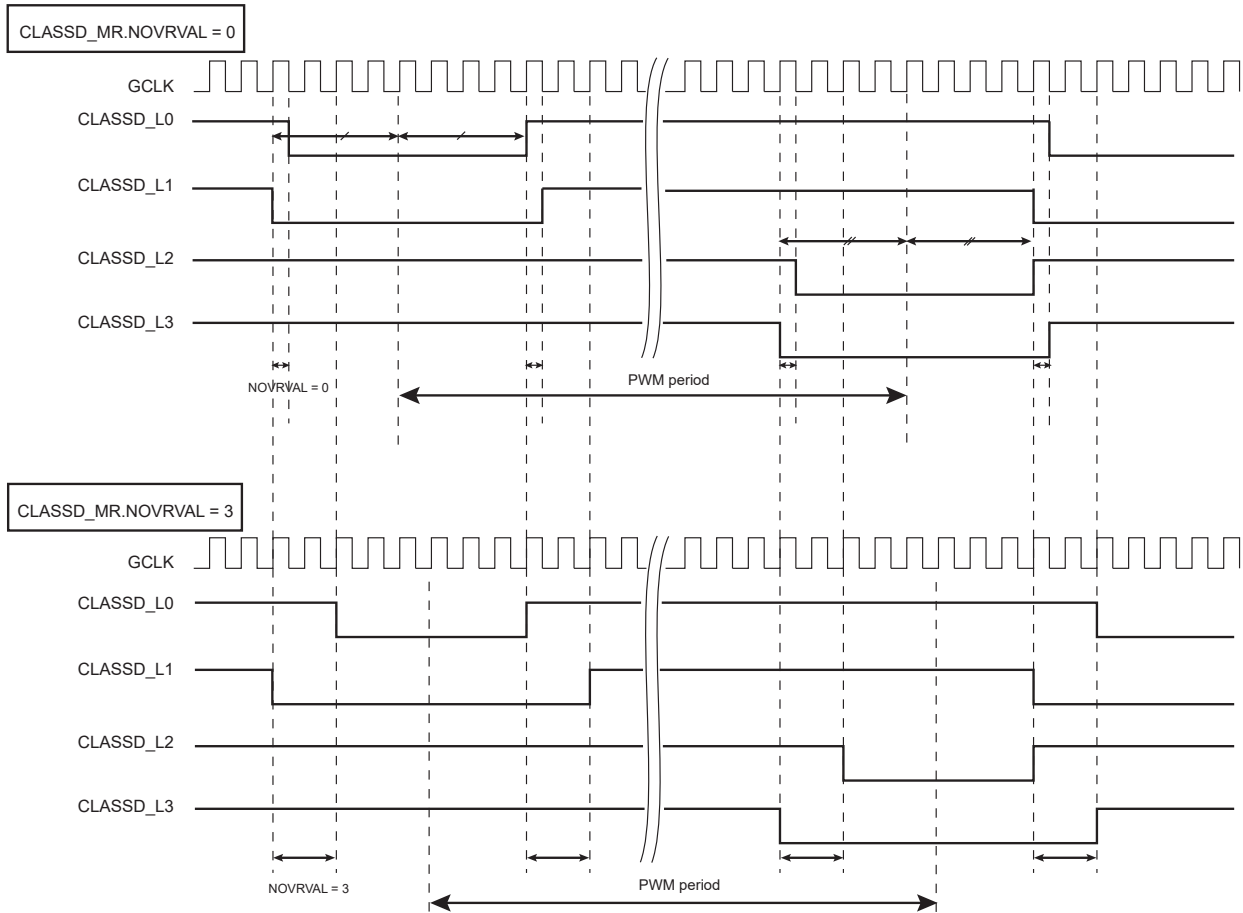 CLASSD_MR.NOVRVAL = 0
GCLK
CLASSD_L0
CLASSD_L1
CLASSD_L2
CLASSD_L3
NOVRVAL = 0
PWM period
CLASSD_MR.NOVRVAL = 3
GCLK
CLASSD_L0
CLASSD_L1
CLASSD_L2
CLASSD_L3
NOVRVAL = 3
PWM period